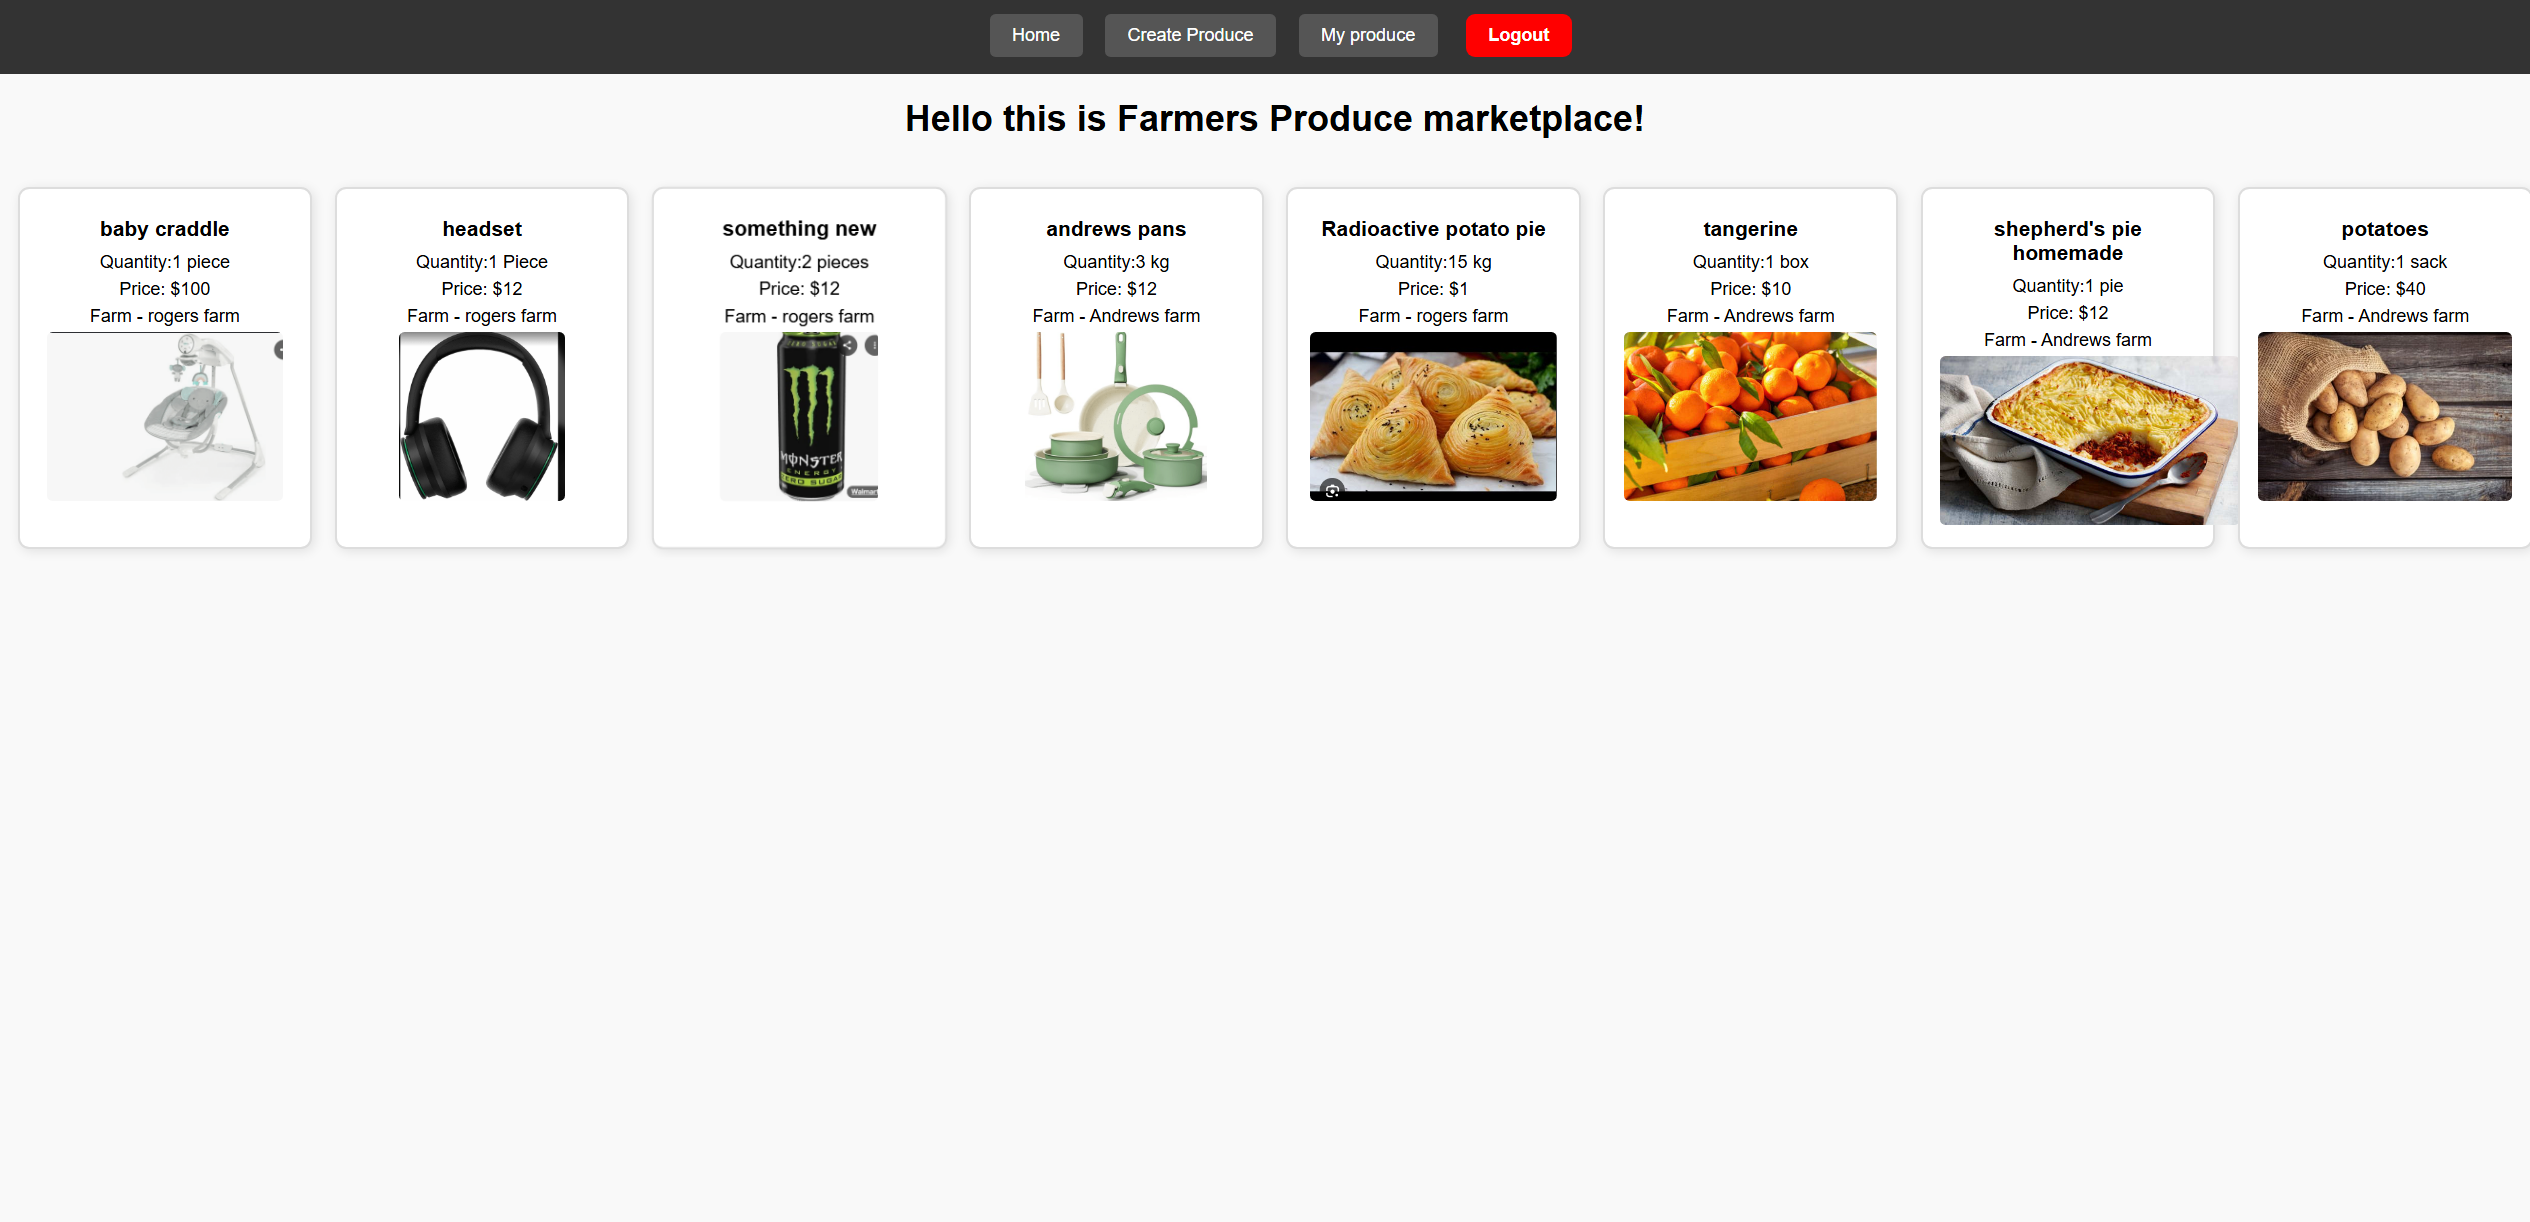 Home
Create Produce
My produce
Logout
Hello this is Farmers Produce marketplace!
baby craddle
Quantity:1 piece
Price: $100
Farm - rogers farm
headset
Quantity:1 Piece
Price: $12
Farm - rogers farm
something new
Quantity:2 pieces
Price: $12
Farm - rogers farm
MONSTER
ENERGY
ZERO SUGAR
Walmart
andrews pans
Quantity:3 kg
Price: $12
Farm - Andrews farm
Radioactive potato pie
Quantity:15 kg
Price: $1
Farm - rogers farm
tangerine
Quantity:1 box
Price: $10
Farm - Andrews farm
shepherd's pie
homemade
Quantity:1 pie
Price: $12
Farm - Andrews farm
potatoes
Quantity:1 sack
Price: $40
Farm - Andrews farm